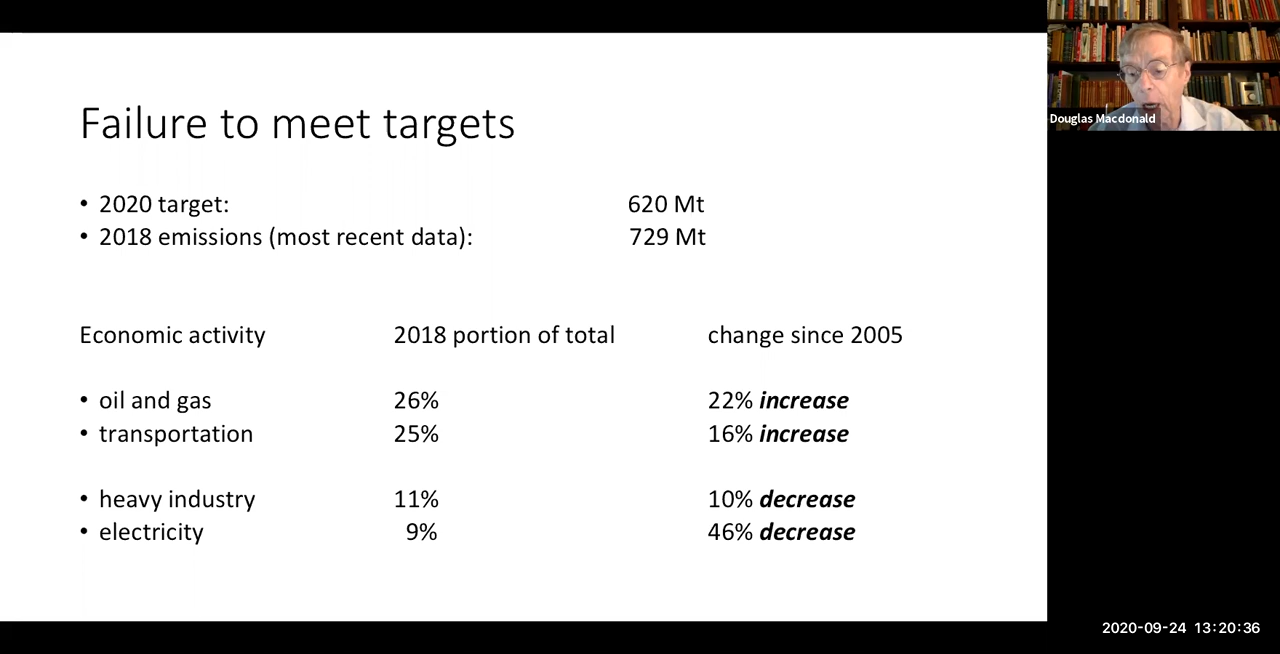 Failure to meet targets
• 2020 target: 620 Mt
• 2018 emissions (most recent data): 729 Mt
Economic activity 2018 portion of total change since 2005
• oil and gas 26% 22% increase
• transportation 25% 16% increase
• heavy industry 11% 10% decrease
• electricity 9% 46% decrease
Douglas Macdonald
2020-09-24 13:20:36